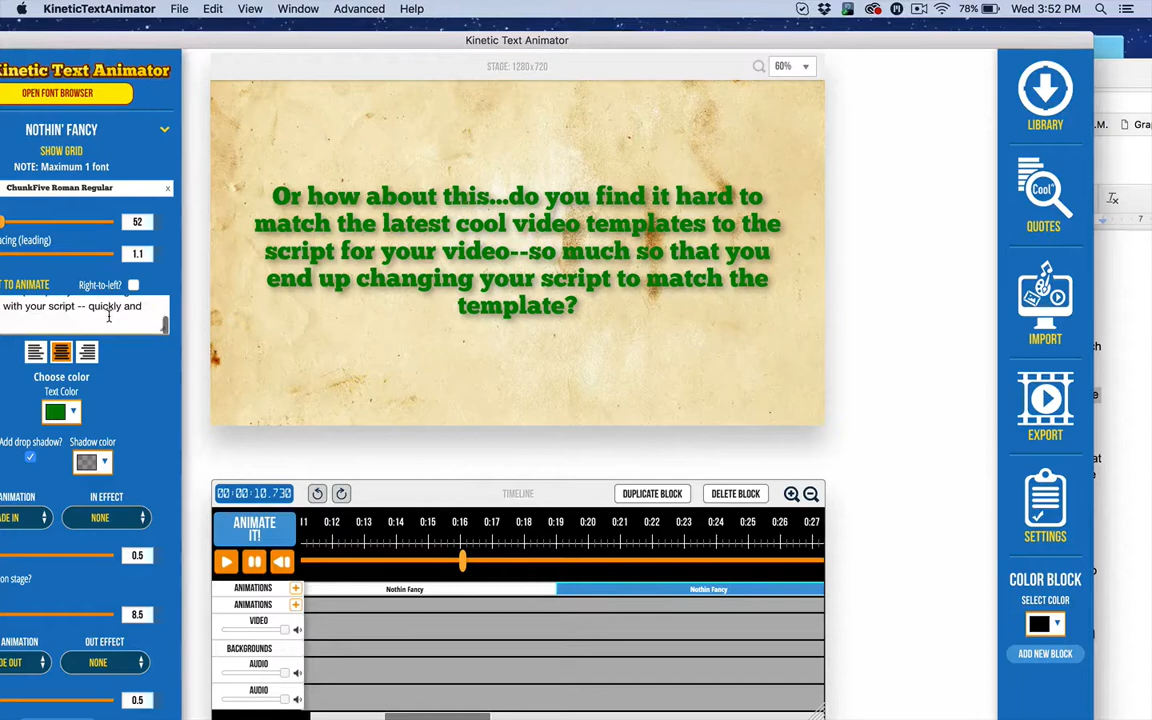 KineticTextAnimator File Edit View Window Advanced Help 78% Wed 3:52 PM
Kinetic Text Animator
Kinetic Text Animator
OPEN FONT BROWSER
NOTHIN' FANCY
SHOW GRID
NOTE: Maximum 1 font
ChunkFive Roman Regular x
52
acing (leading)
1.1
T TO ANIMATE Right-to-left?
with your script -- quickly and
Choose color
Text Color
Add drop shadow? Shadow color
ANIMATION IN EFFECT
ADE IN NONE
0.5
on stage?
8.5
ANIMATION OUT EFFECT
DE OUT NONE
0.5
STAGE: 1280X720
60%
Or how about this...do you find it hard to
match the latest cool video templates to the
script for your video--so much so that you
end up changing your script to match the
template?
00:00:10.730 TIMELINE DUPLICATE BLOCK DELETE BLOCK
ANIMATE IT!
11 0:12 0:13 0:14 0:15 0:16 0:17 0:18 0:19 0:20 0:21 0:22 0:23 0:24 0:25 0:26 0:27
ANIMATIONS + Nothin Fancy Nothin Fancy
ANIMATIONS +
VIDEO
BACKGROUNDS
AUDIO
AUDIO
LIBRARY
Cool
QUOTES
IMPORT
EXPORT
SETTINGS
COLOR BLOCK
SELECT COLOR
ADD NEW BLOCK
.M. Gra
7
ch
e
at
e